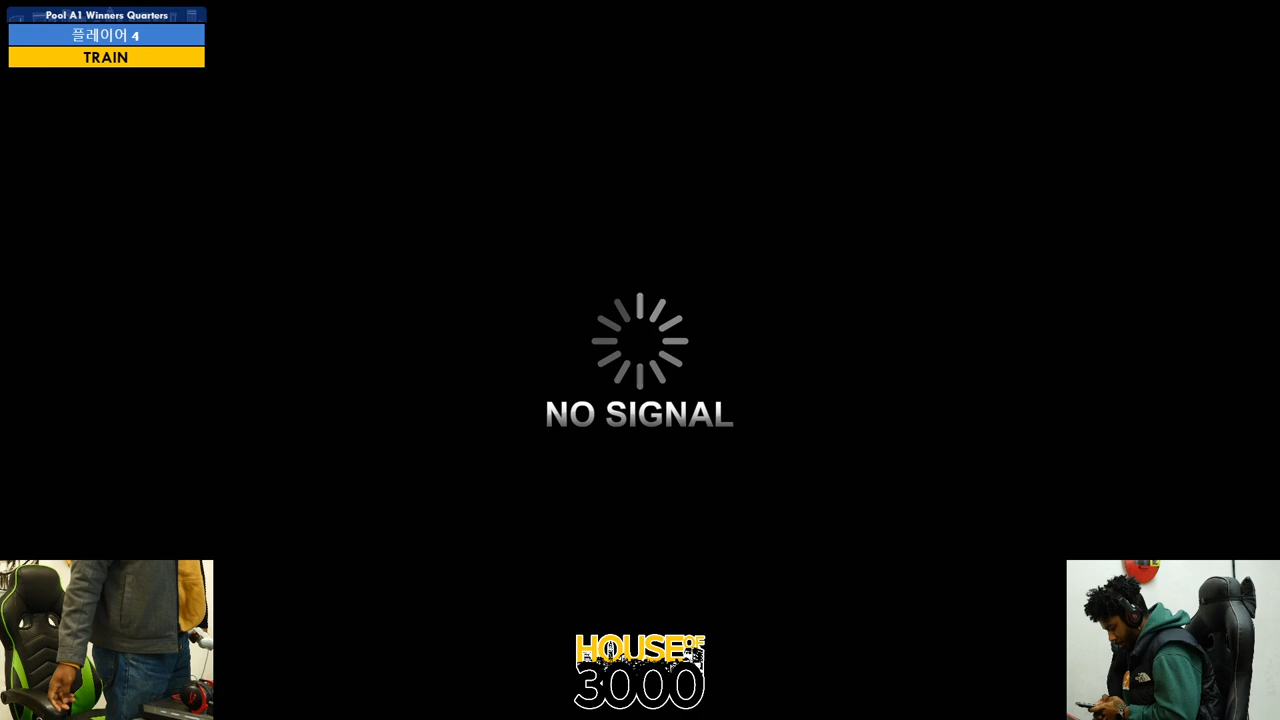 Pool A1 Winners Quarters
플레이어 4
TRAIN
NO SIGNAL
HOUSE OF
3000